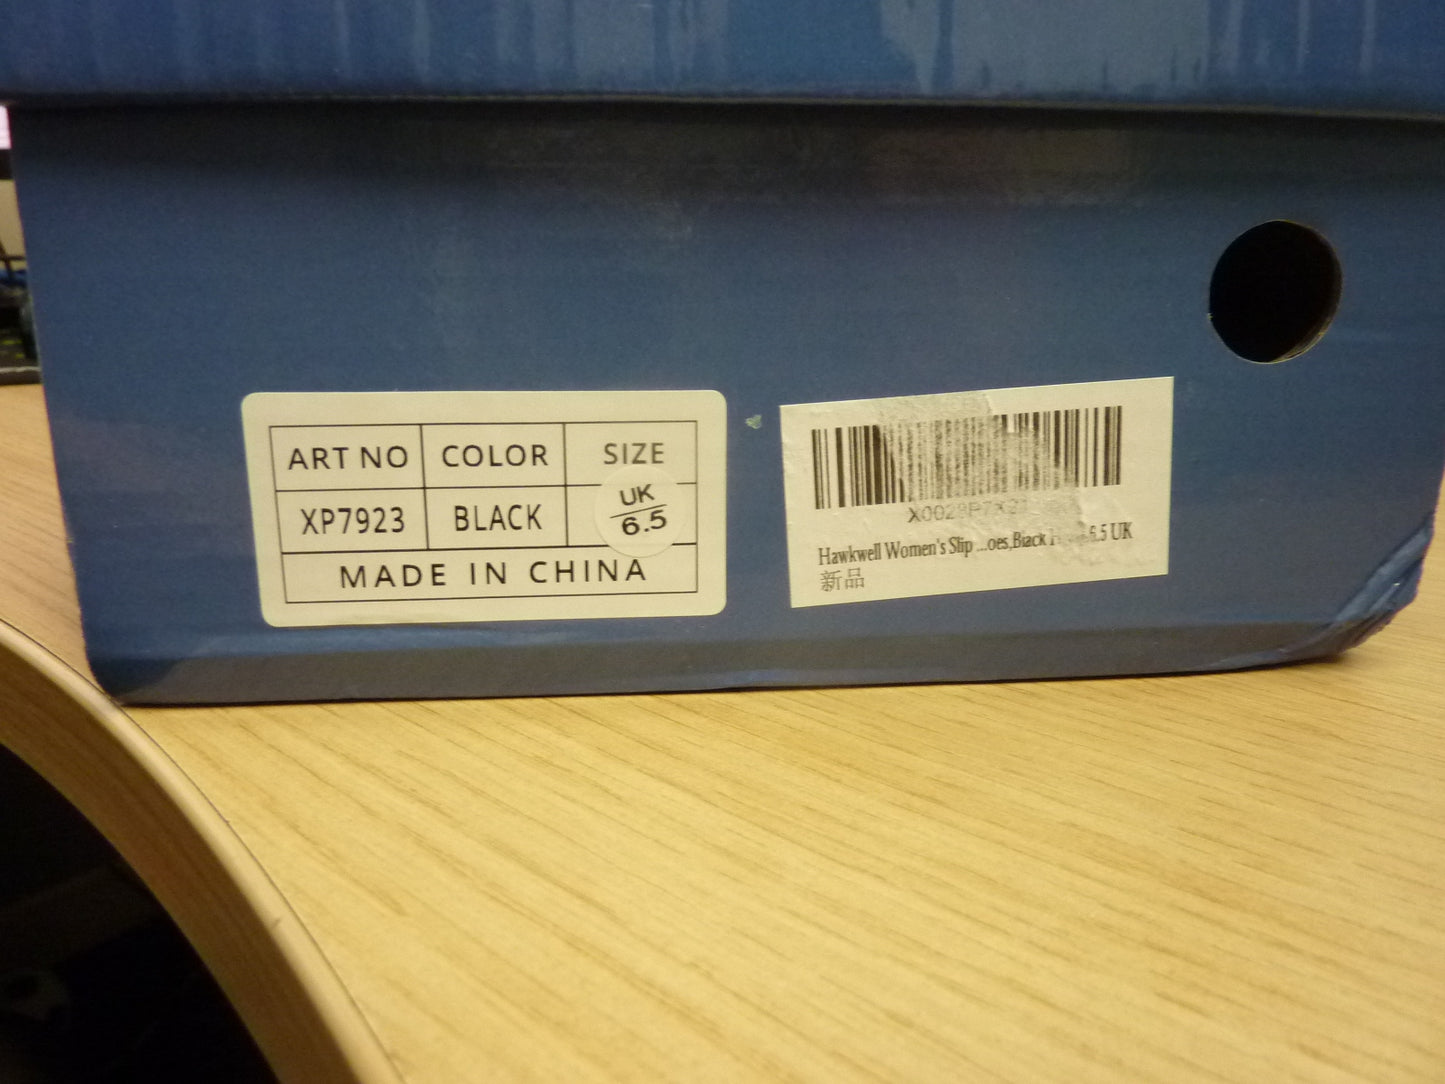 ART NO COLOR SIZE
XP7923 BLACK UK 6.5
MADE IN CHINA
Hawkwell Women's Slip ...oes,Black 6.5 UK
新品